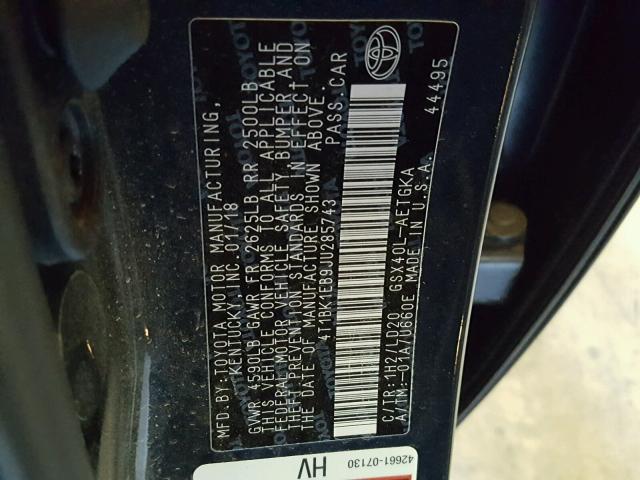 MFD.BY:TOYOTA MOTOR MANUFACTURING,
KENTUCKY,INC. 01/18
GVWR 4590LB GAWR FR 2625LB RR 2500LB
THIS VEHICLE CONFORMS TO ALL APPLICABLE
FEDERAL MOTOR VEHICLE SAFETY, BUMPER, AND
THEFT PREVENTION STANDARDS IN EFFECT ON
THE DATE OF MANUFACTURE SHOWN ABOVE.
4T1BK1EB9JU285743 PASS.CAR
C/TR:1H2/LD20 GSX40L-AETGKA
A/TM:-01A/U660E MADE IN U.S.A.
44495
TOYOTA
42661-07130
HV